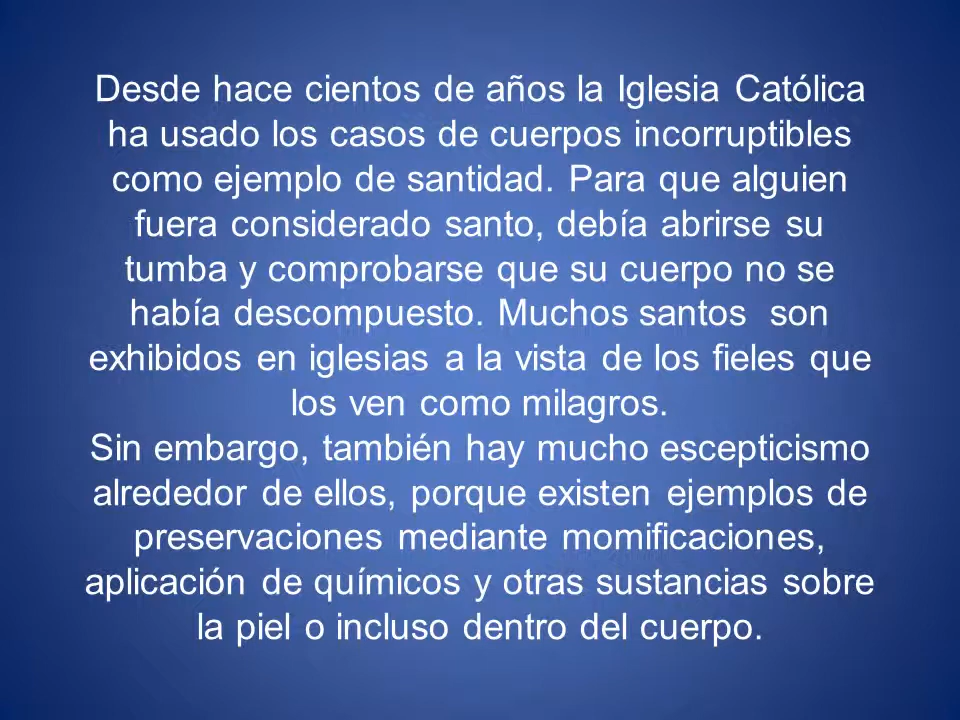 Desde hace cientos de años la Iglesia Católica
ha usado los casos de cuerpos incorruptibles
como ejemplo de santidad. Para que alguien
fuera considerado santo, debía abrirse su
tumba y comprobarse que su cuerpo no se
había descompuesto. Muchos santos  son
exhibidos en iglesias a la vista de los fieles que
los ven como milagros.
Sin embargo, también hay mucho escepticismo
alrededor de ellos, porque existen ejemplos de
preservaciones mediante momificaciones,
aplicación de químicos y otras sustancias sobre
la piel o incluso dentro del cuerpo.